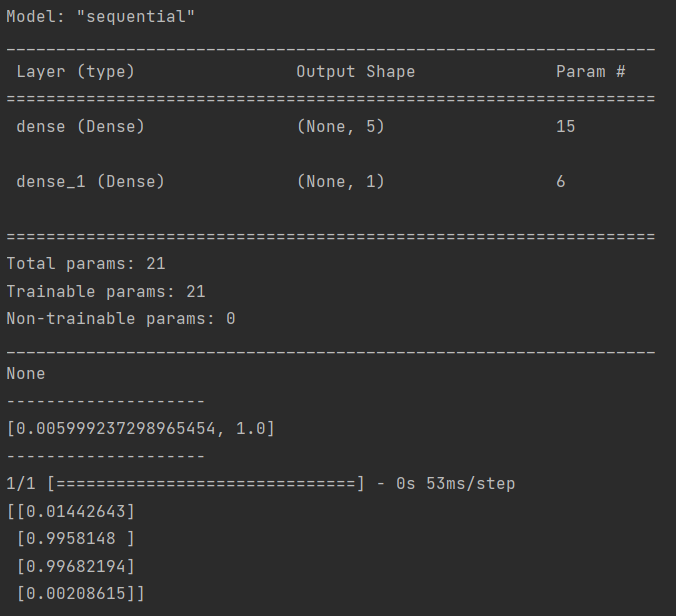 Model: "sequential"
_________________________________________________________________
 Layer (type)                Output Shape              Param #
=================================================================
 dense (Dense)               (None, 5)                 15
 dense_1 (Dense)             (None, 1)                 6
=================================================================
Total params: 21
Trainable params: 21
Non-trainable params: 0
_________________________________________________________________
None
--------------------
[0.005999237298965454, 1.0]
--------------------
1/1 [==============================] - 0s 53ms/step
[[0.01442643]
 [0.9958148 ]
 [0.99682194]
 [0.00208615]]